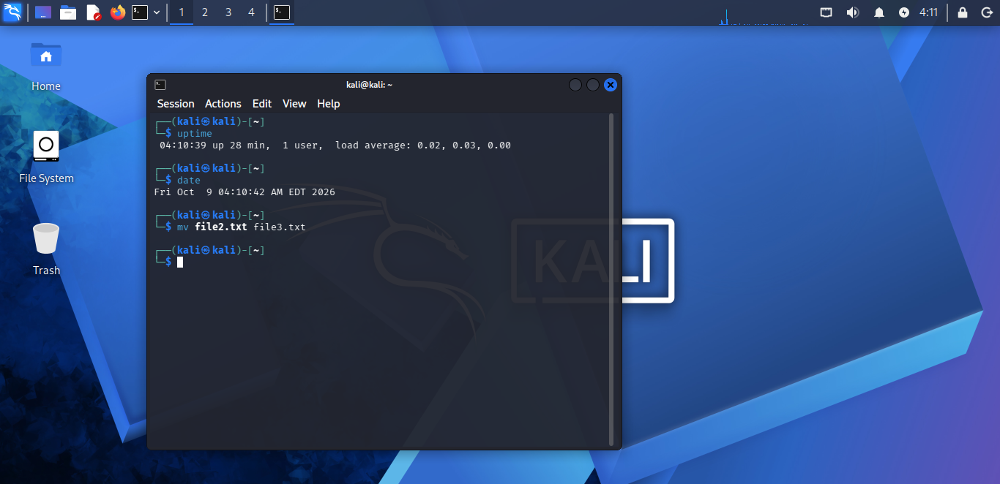 1 2 3 4 4:11
Home
File System
Trash
kali@kali: ~
Session Actions Edit View Help
┌──(kali㉿kali)-[~]
└─$ uptime
 04:10:39 up 28 min,  1 user,  load average: 0.02, 0.03, 0.00
┌──(kali㉿kali)-[~]
└─$ date
Fri Oct  9 04:10:42 AM EDT 2026
┌──(kali㉿kali)-[~]
└─$ mv file2.txt file3.txt
┌──(kali㉿kali)-[~]
└─$
KALI